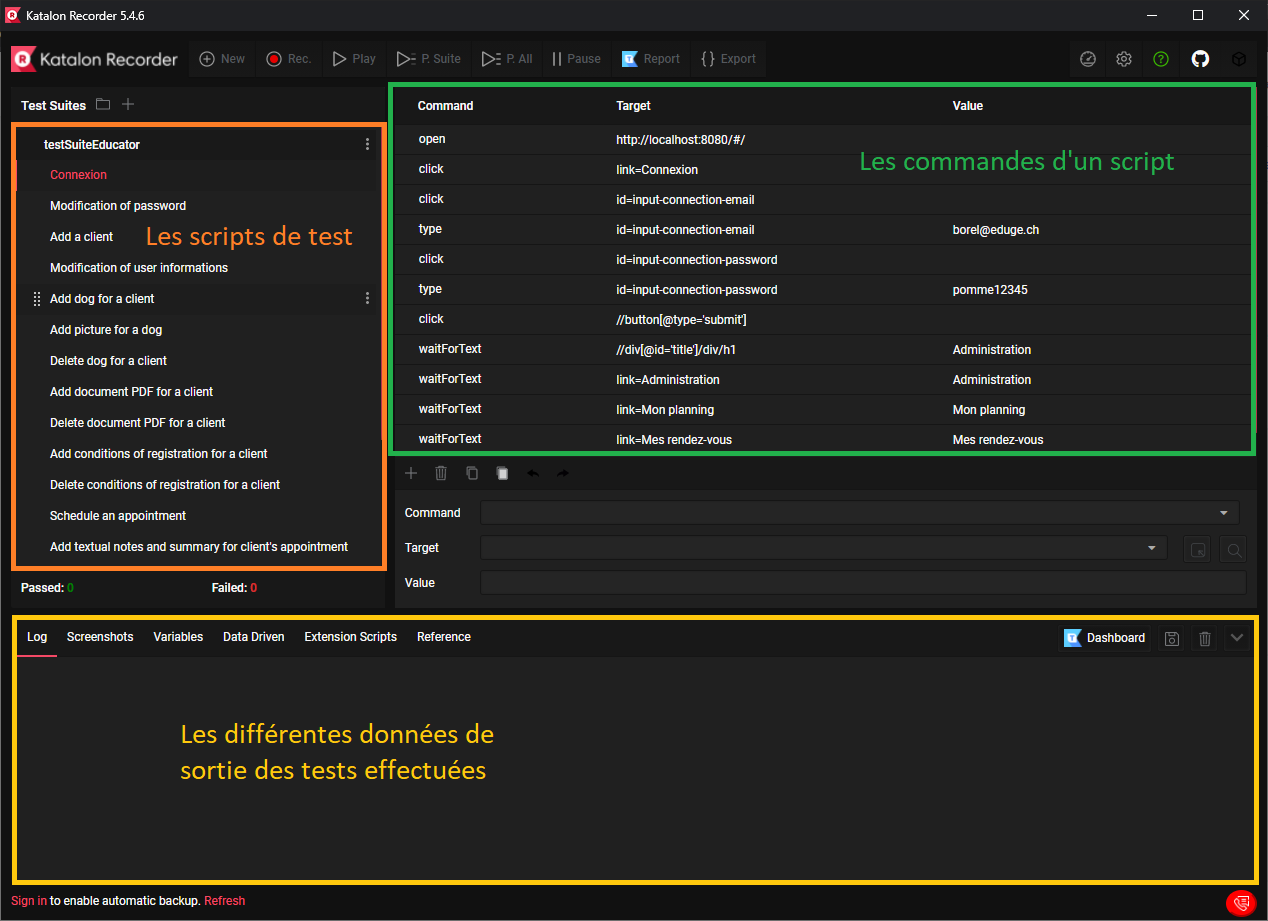 Katalon Recorder 5.4.6
Katalon Recorder New Rec. Play P. Suite P. All Pause Report Export
Test Suites
testSuiteEducator
Connexion
Modification of password
Add a client
Les scripts de test
Modification of user informations
Add dog for a client
Add picture for a dog
Delete dog for a client
Add document PDF for a client
Delete document PDF for a client
Add conditions of registration for a client
Delete conditions of registration for a client
Schedule an appointment
Add textual notes and summary for client's appointment
Passed: 0 Failed: 0
Command Target Value
open http://localhost:8080/#/
Les commandes d'un script
click link=Connexion
click id=input-connection-email
type id=input-connection-email borel@eduge.ch
click id=input-connection-password
type id=input-connection-password pomme12345
click //button[@type='submit']
waitForText //div[@id='title']/div/h1 Administration
waitForText link=Administration Administration
waitForText link=Mon planning Mon planning
waitForText link=Mes rendez-vous Mes rendez-vous
Command
Target
Value
Log Screenshots Variables Data Driven Extension Scripts Reference Dashboard
Les différentes données de
sortie des tests effectuées
Sign in to enable automatic backup. Refresh